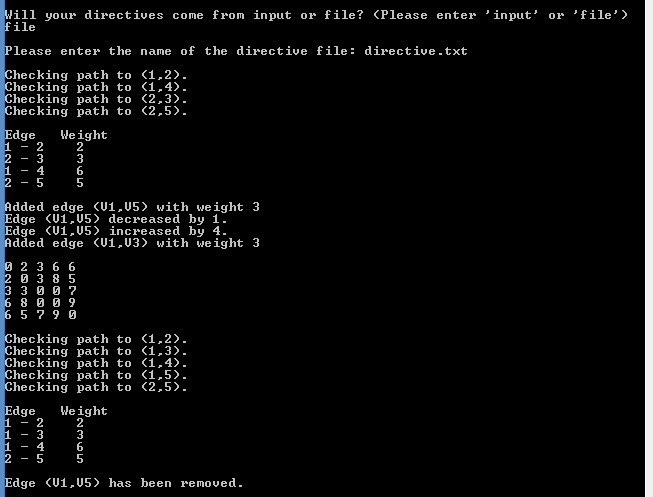 Will your directives come from input or file? (Please enter 'input' or 'file')
file
Please enter the name of the directive file: directive.txt
Checking path to (1,2).
Checking path to (1,4).
Checking path to (2,3).
Checking path to (2,5).
Edge Weight
1 - 2 2
2 - 3 3
1 - 4 6
2 - 5 5
Added edge (V1,V5) with weight 3
Edge (V1,V5) decreased by 1.
Edge (V1,V5) increased by 4.
Added edge (V1,V3) with weight 3
0 2 3 6 6
2 0 3 8 5
3 3 0 0 7
6 8 0 0 9
6 5 7 9 0
Checking path to (1,2).
Checking path to (1,3).
Checking path to (1,4).
Checking path to (1,5).
Checking path to (2,5).
Edge Weight
1 - 2 2
1 - 3 3
1 - 4 6
2 - 5 5
Edge (V1,V5) has been removed.